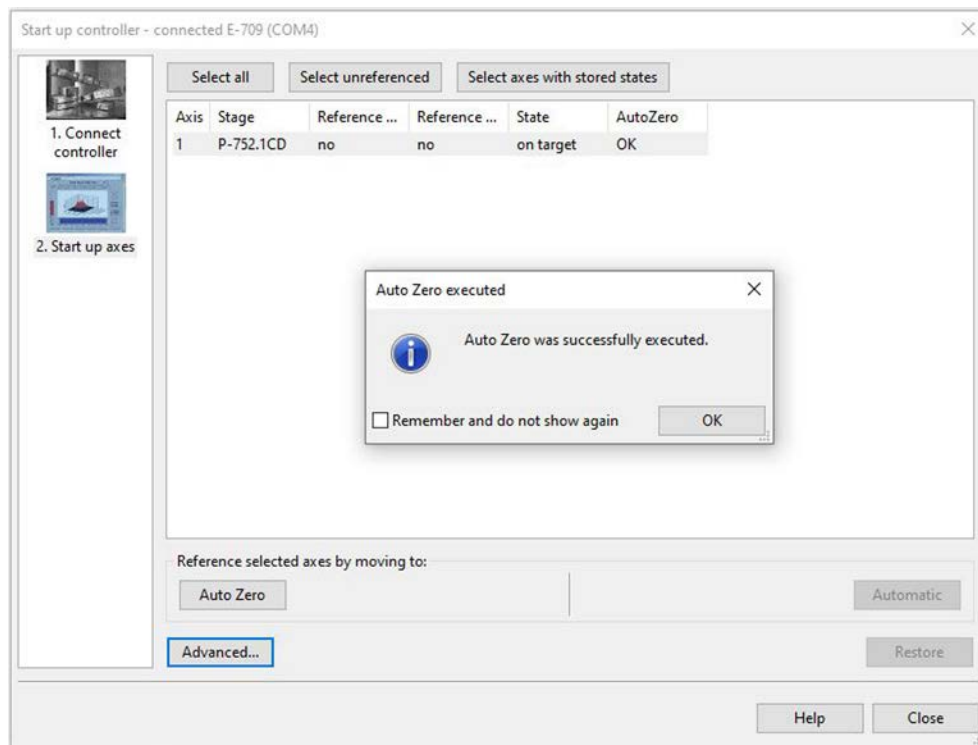 Start up controller - connected E-709 (COM4)
1. Connect
controller
2. Start up axes
Select all Select unreferenced Select axes with stored states
Axis Stage Reference ... Reference ... State AutoZero
1 P-752.1CD no no on target OK
Auto Zero executed
Auto Zero was successfully executed.
Remember and do not show again OK
Reference selected axes by moving to:
Auto Zero Automatic
Advanced... Restore
Help Close